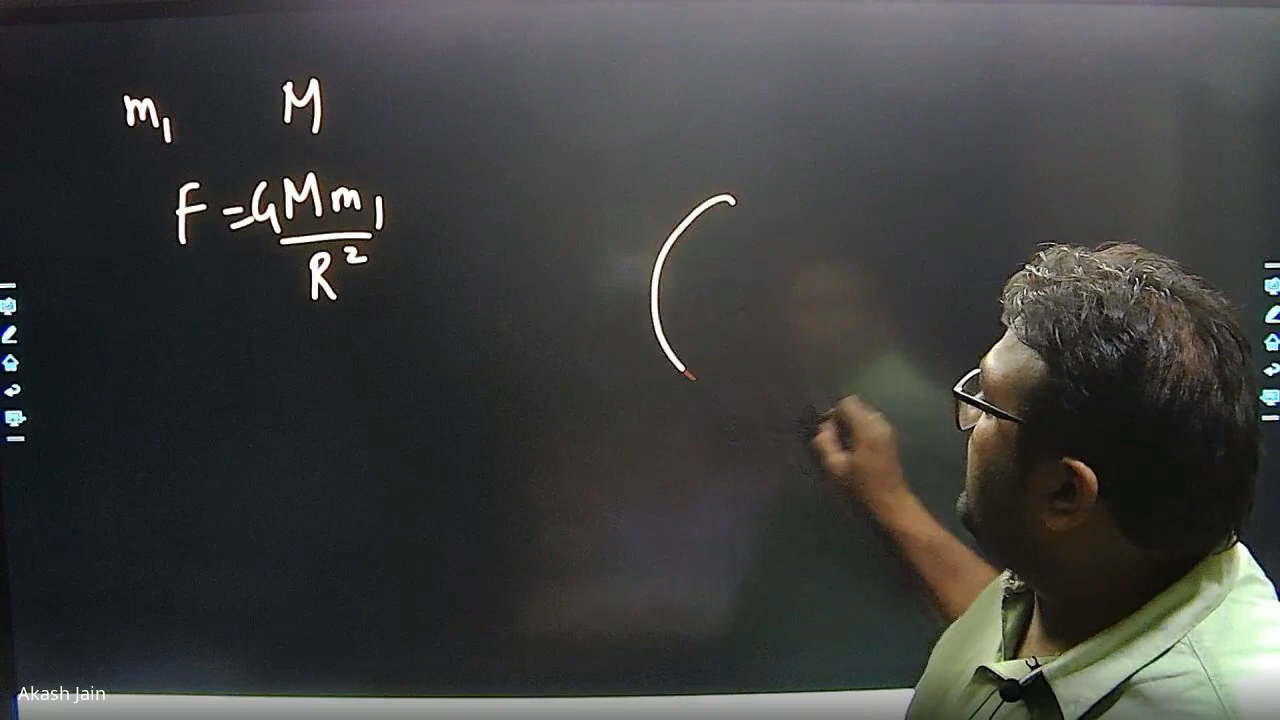 m₁ M
F = GMm₁
R²
Akash Jain